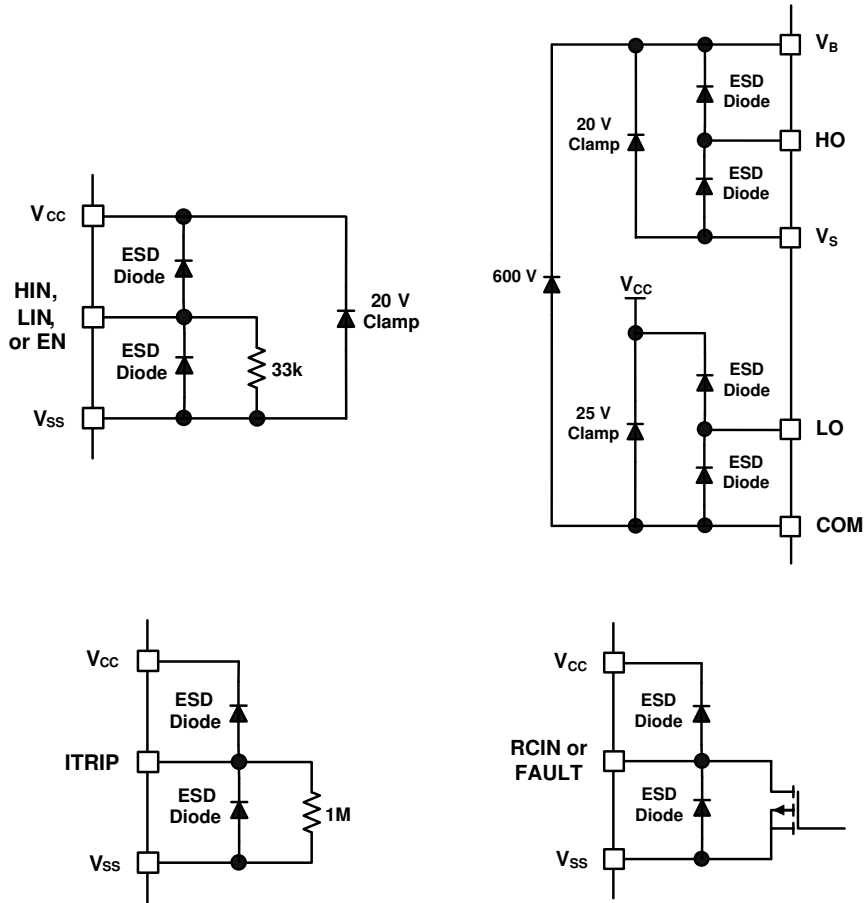 VCC
ESD
Diode
HIN,
LIN,
or EN
ESD
Diode
33k
20 V
Clamp
VSS
VB
ESD
Diode
20 V
Clamp
HO
ESD
Diode
VS
600 V
VCC
ESD
Diode
25 V
Clamp
LO
ESD
Diode
COM
VCC
ESD
Diode
ITRIP
ESD
Diode
1M
VSS
VCC
ESD
Diode
RCIN or
FAULT
ESD
Diode
VSS